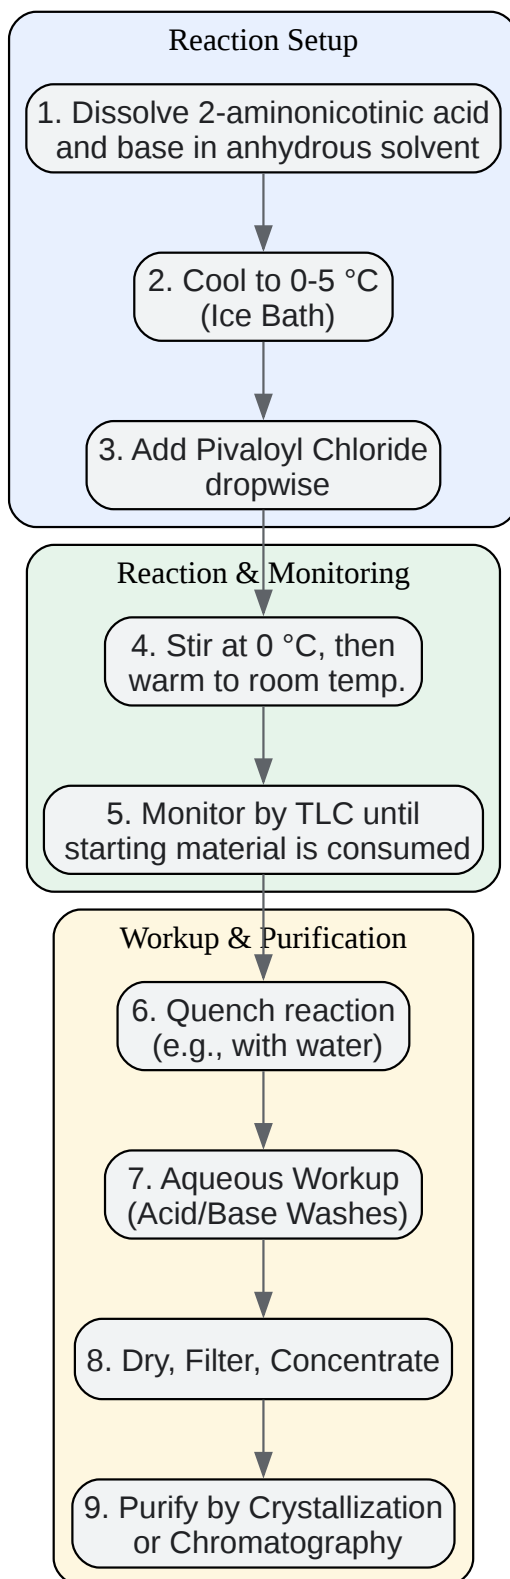 Reaction Setup
1. Dissolve 2-aminonicotinic acid
and base in anhydrous solvent
2. Cool to 0-5 °C
(Ice Bath)
3. Add Pivaloyl Chloride
dropwise
Reaction & Monitoring
4. Stir at 0 °C, then
warm to room temp.
5. Monitor by TLC until
starting material is consumed
Workup & Purification
6. Quench reaction
(e.g., with water)
7. Aqueous Workup
(Acid/Base Washes)
8. Dry, Filter, Concentrate
9. Purify by Crystallization
or Chromatography